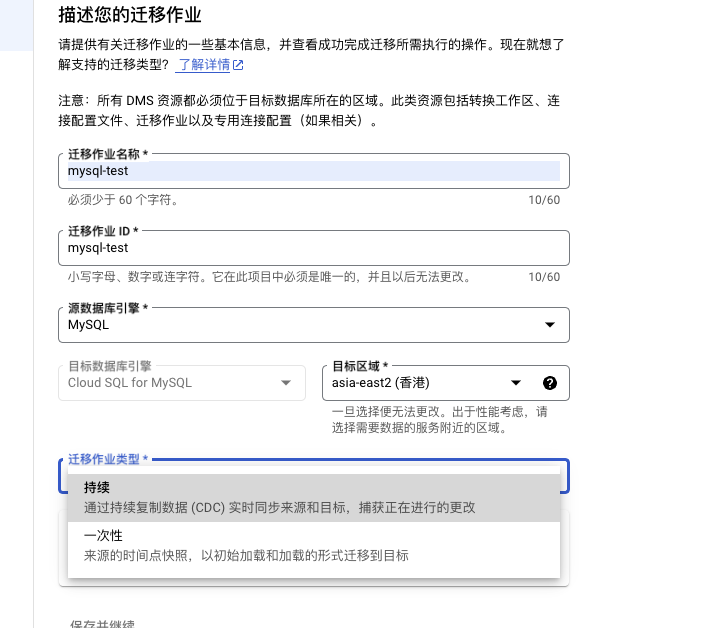 描述您的迁移作业
请提供有关迁移作业的一些基本信息，并查看成功完成迁移所需执行的操作。现在就想了
解支持的迁移类型？ 了解详情
注意：所有 DMS 资源都必须位于目标数据库所在的区域。此类资源包括转换工作区、连
接配置文件、迁移作业以及专用连接配置（如果相关）。
迁移作业名称 *
mysql-test
必须少于 60 个字符。 10/60
迁移作业 ID *
mysql-test
小写字母、数字或连字符。它在此项目中必须是唯一的，并且以后无法更改。 10/60
源数据库引擎 *
MySQL
目标数据库引擎
Cloud SQL for MySQL
目标区域 *
asia-east2 (香港)
一旦选择便无法更改。出于性能考虑，请
选择需要数据的服务附近的区域。
迁移作业类型 *
持续
通过持续复制数据 (CDC) 实时同步来源和目标，捕获正在进行的更改
一次性
来源的时间点快照，以初始加载和加载的形式迁移到目标
保存并继续